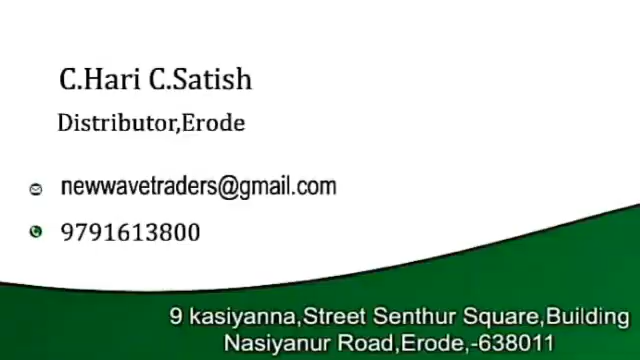 C.Hari C.Satish
Distributor,Erode
newwavetraders@gmail.com
9791613800
9 kasiyanna,Street Senthur Square,Building
Nasiyanur Road,Erode,-638011